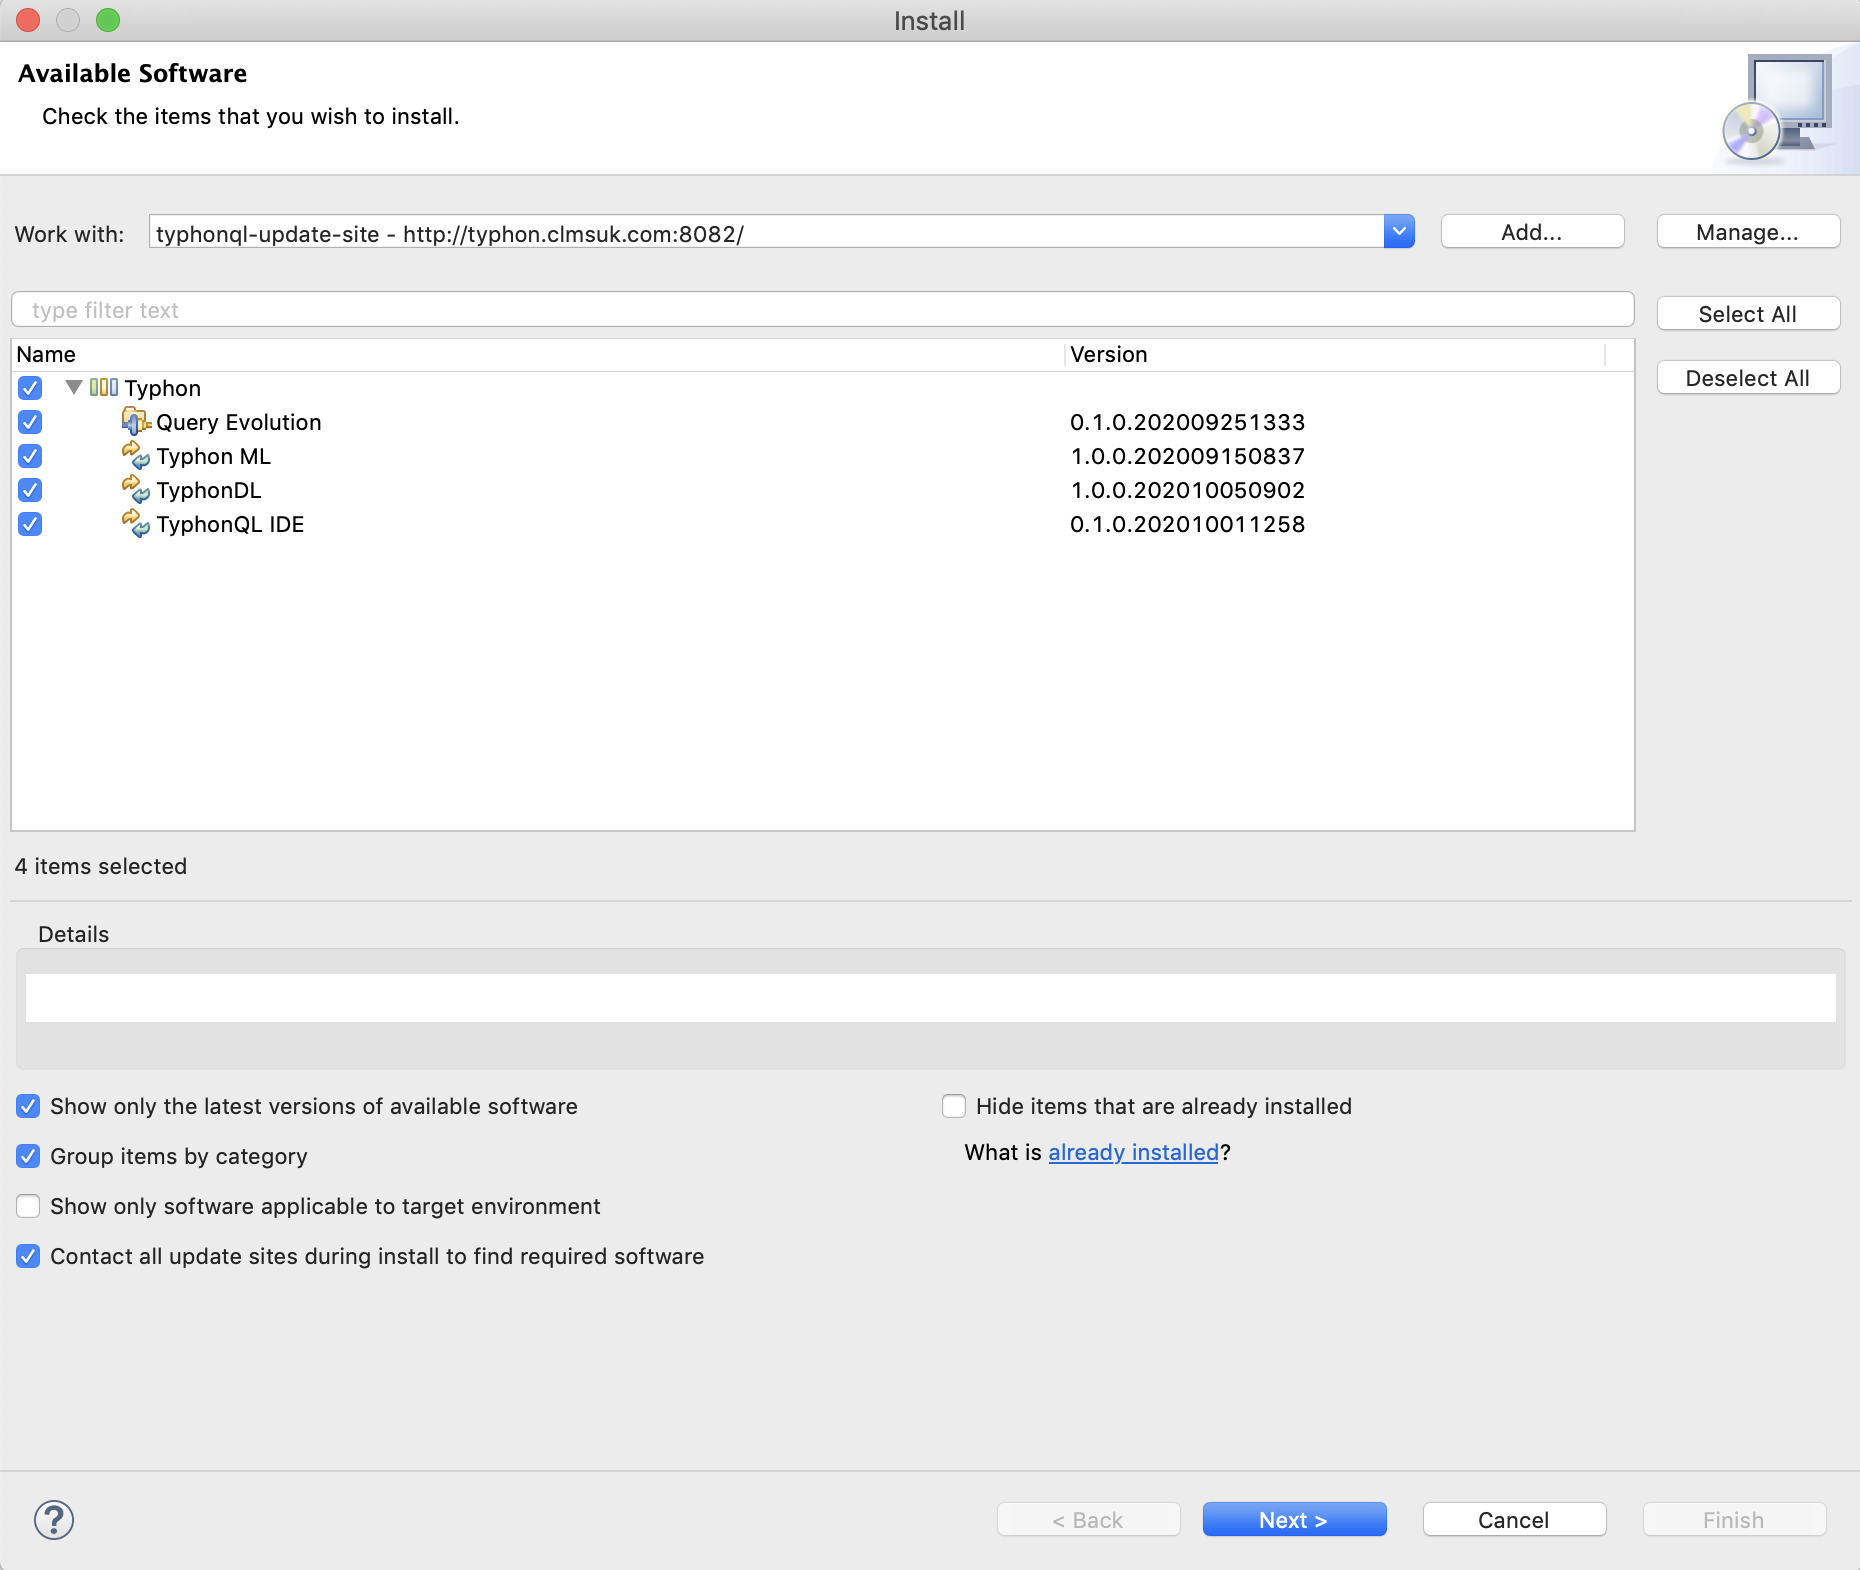 Install
Available Software
Check the items that you wish to install.
Work with: typhonql-update-site - http://typhon.clmsuk.com:8082/ Add... Manage...
type filter text Select All
Name Version
Deselect All
Typhon
Query Evolution 0.1.0.202009251333
Typhon ML 1.0.0.202009150837
TyphonDL 1.0.0.202010050902
TyphonQL IDE 0.1.0.202010011258
4 items selected
Details
Show only the latest versions of available software Hide items that are already installed
Group items by category What is already installed?
Show only software applicable to target environment
Contact all update sites during install to find required software
? < Back Next > Cancel Finish